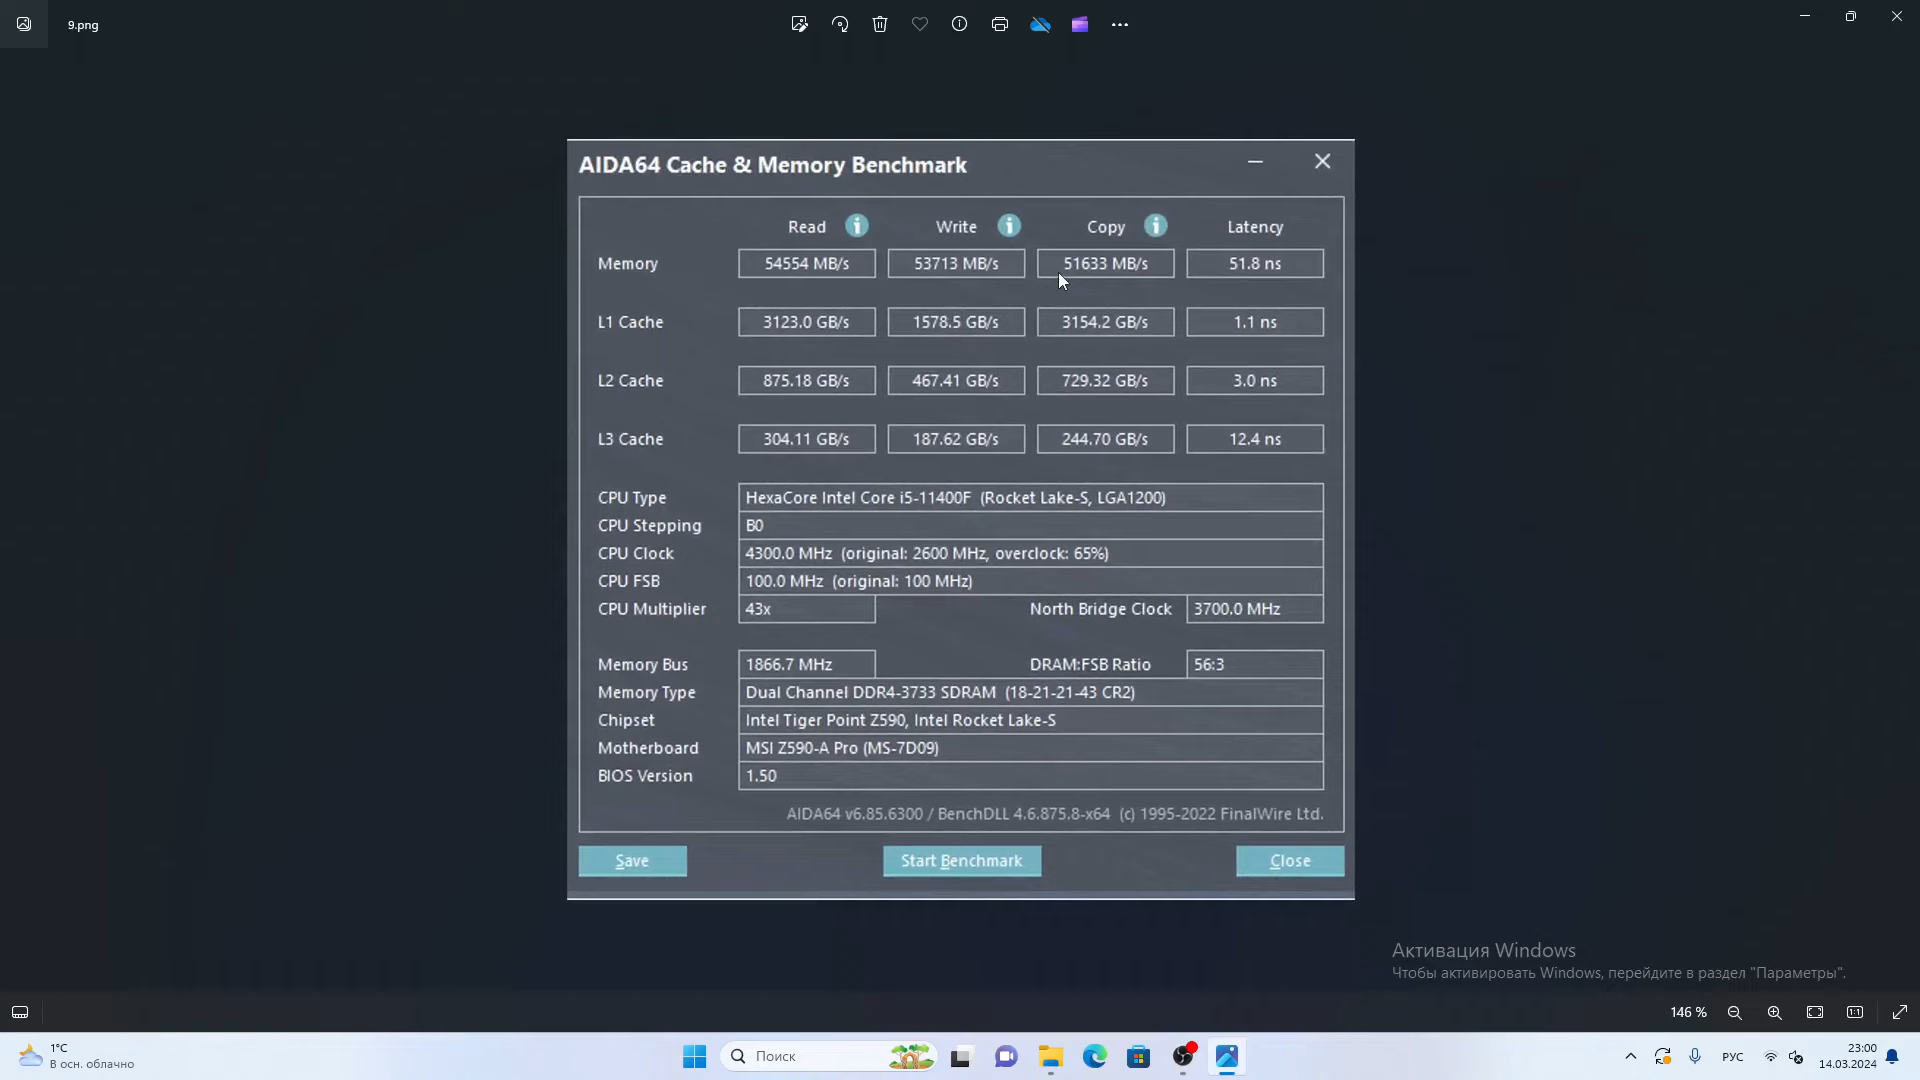 9.png
AIDA64 Cache & Memory Benchmark
Read Write Copy Latency
Memory 54554 MB/s 53713 MB/s 51633 MB/s 51.8 ns
L1 Cache 3123.0 GB/s 1578.5 GB/s 3154.2 GB/s 1.1 ns
L2 Cache 875.18 GB/s 467.41 GB/s 729.32 GB/s 3.0 ns
L3 Cache 304.11 GB/s 187.62 GB/s 244.70 GB/s 12.4 ns
CPU Type HexaCore Intel Core i5-11400F (Rocket Lake-S, LGA1200)
CPU Stepping B0
CPU Clock 4300.0 MHz (original: 2600 MHz, overclock: 65%)
CPU FSB 100.0 MHz (original: 100 MHz)
CPU Multiplier 43x North Bridge Clock 3700.0 MHz
Memory Bus 1866.7 MHz DRAM:FSB Ratio 56:3
Memory Type Dual Channel DDR4-3733 SDRAM (18-21-21-43 CR2)
Chipset Intel Tiger Point Z590, Intel Rocket Lake-S
Motherboard MSI Z590-A Pro (MS-7D09)
BIOS Version 1.50
AIDA64 v6.85.6300 / BenchDLL 4.6.875.8-x64 (c) 1995-2022 FinalWire Ltd.
Save Start Benchmark Close
Активация Windows
Чтобы активировать Windows, перейдите в раздел "Параметры".
146 %
1°C
В осн. облачно
Поиск
РУС
23:00
14.03.2024